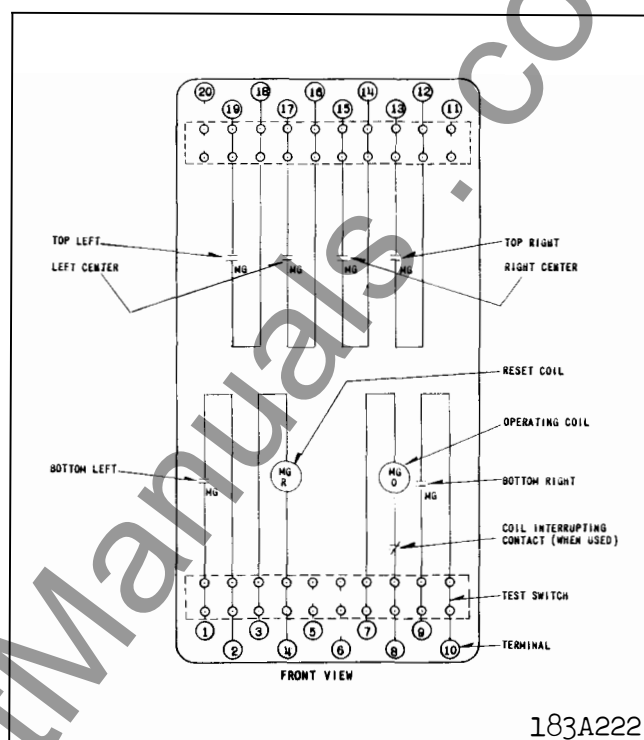 20 18 16 14 12
19 17 15 13 11
TOP LEFT
LEFT CENTER
MG MG MG MG
TOP RIGHT
RIGHT CENTER
RESET COIL
OPERATING COIL
BOTTOM LEFT
MG
MG
R
MG
O
MG
BOTTOM RIGHT
COIL INTERRUPTING
CONTACT (WHEN USED)
TEST SWITCH
1 3 5 7 9
2 4 6 8 10
TERMINAL
FRONT VIEW
183A222
tManuals.co